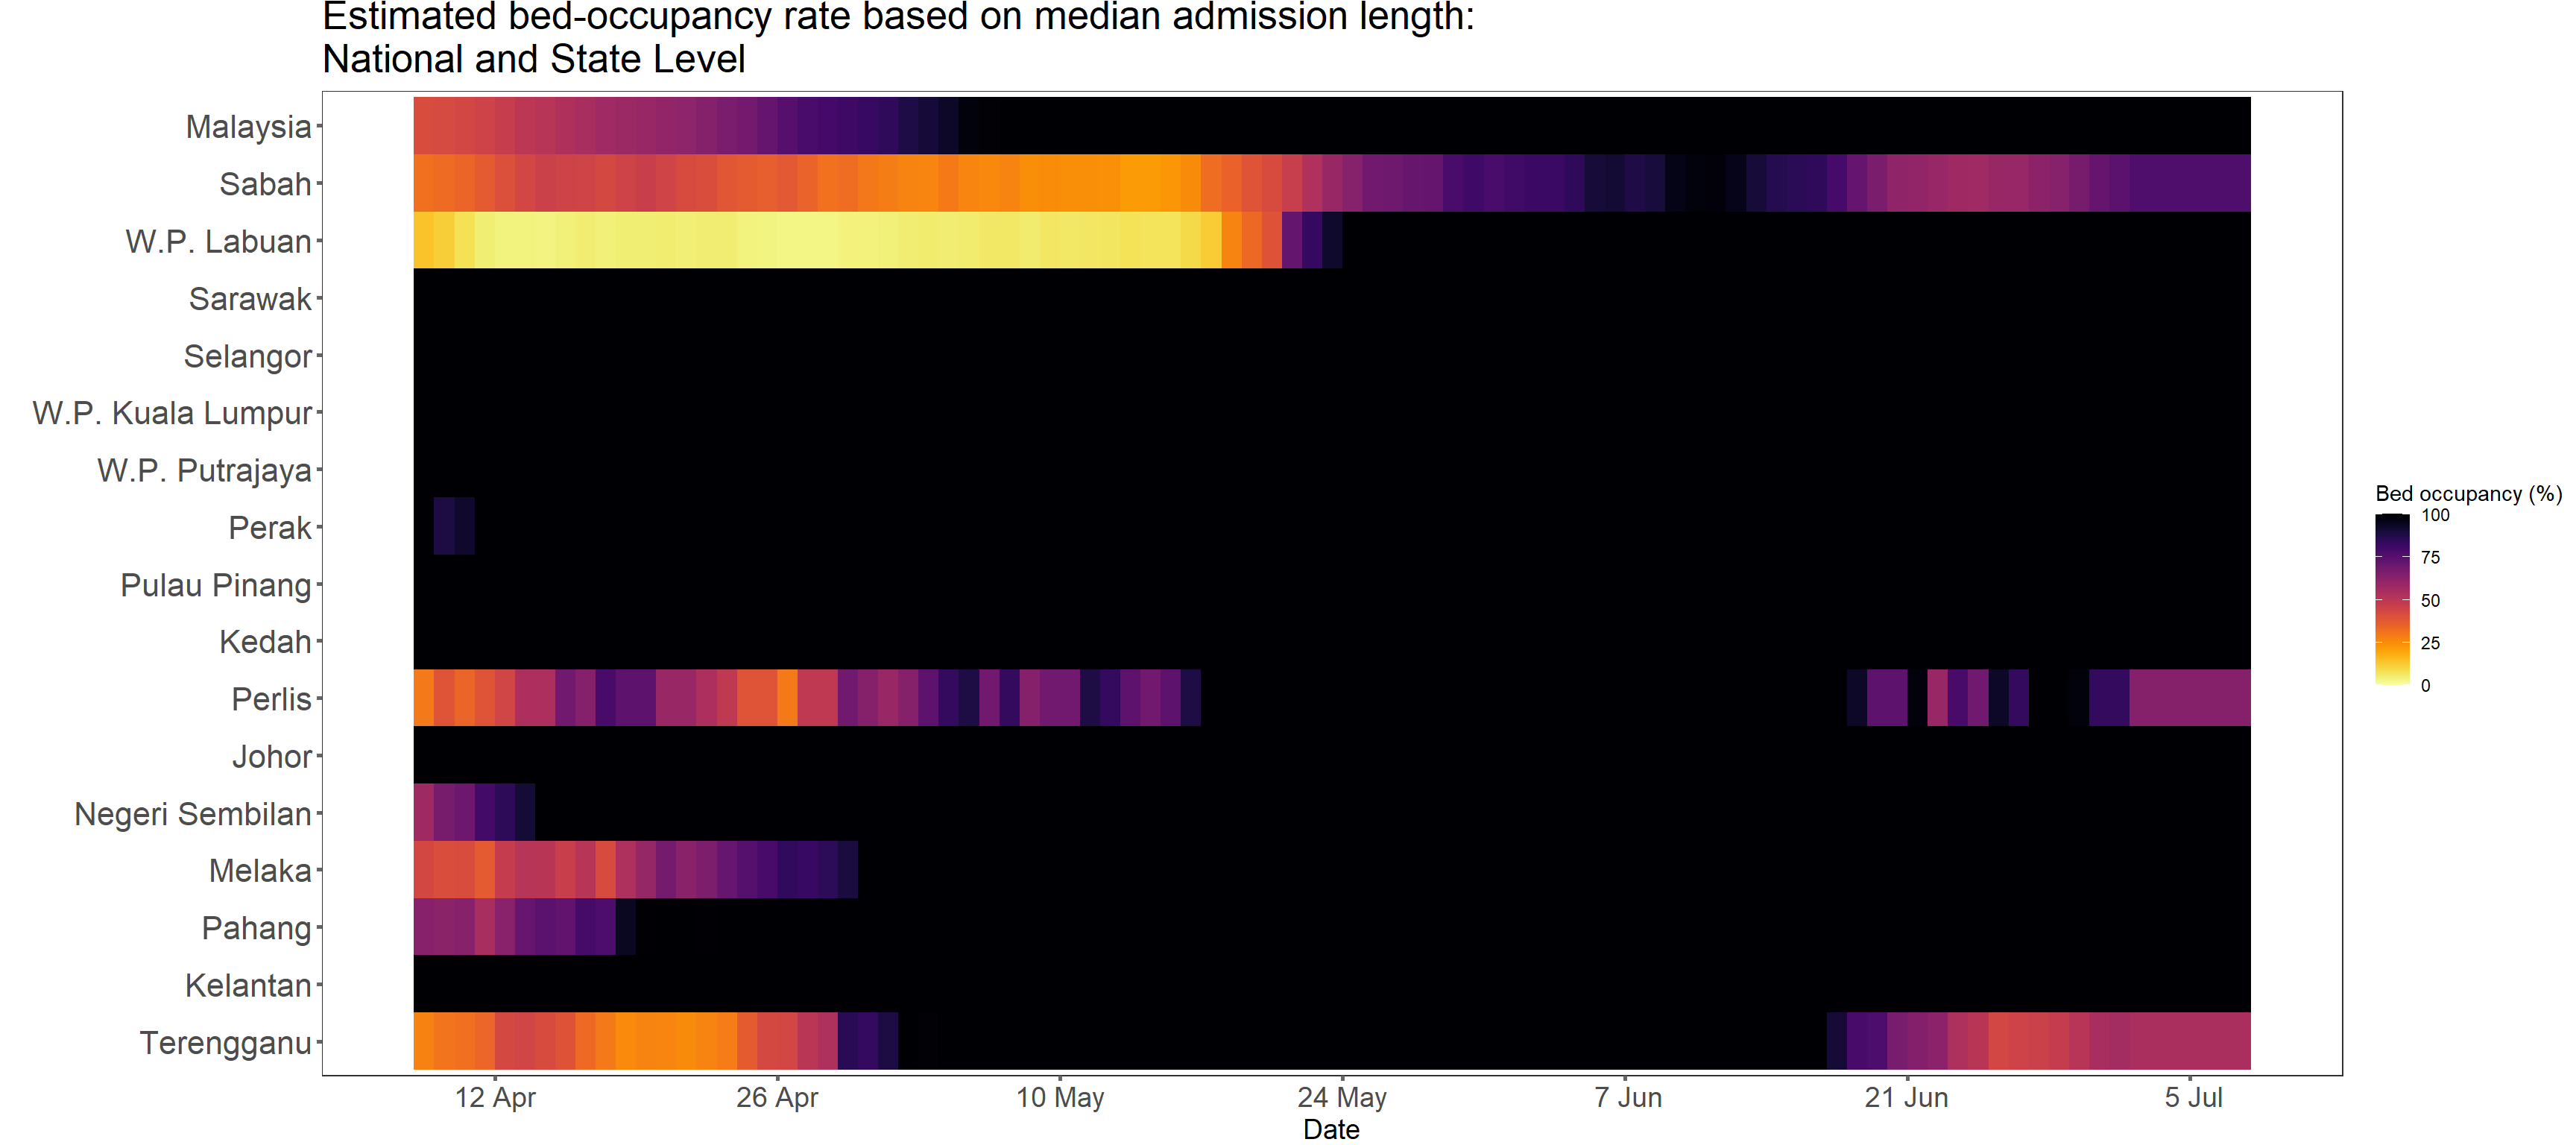 Estimated bed-occupancy rate based on median admission length:
National and State Level
Malaysia
Sabah
W.P. Labuan
Sarawak
Selangor
W.P. Kuala Lumpur
W.P. Putrajaya
Perak
Pulau Pinang
Kedah
Perlis
Johor
Negeri Sembilan
Melaka
Pahang
Kelantan
Terengganu
12 Apr
26 Apr
10 May
24 May
7 Jun
21 Jun
5 Jul
Date
Bed occupancy (%)
100
75
50
25
0